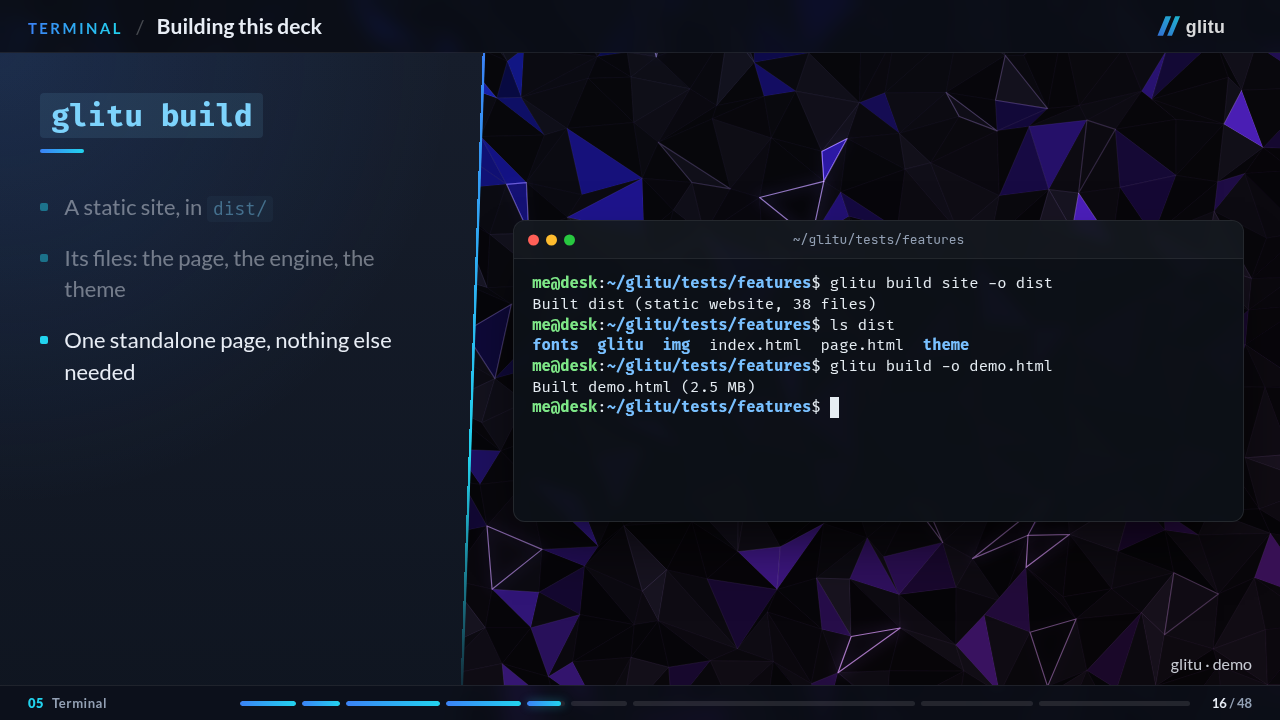 TERMINAL / Building this deck
glitu
glitu build
A static site, in dist/
Its files: the page, the engine, the
theme
One standalone page, nothing else
needed
~/glitu/tests/features
me@desk:~/glitu/tests/features$ glitu build site -o dist
Built dist (static website, 38 files)
me@desk:~/glitu/tests/features$ ls dist
fonts  glitu  img  index.html  page.html  theme
me@desk:~/glitu/tests/features$ glitu build -o demo.html
Built demo.html (2.5 MB)
me@desk:~/glitu/tests/features$
glitu · demo
05 Terminal
16 / 48